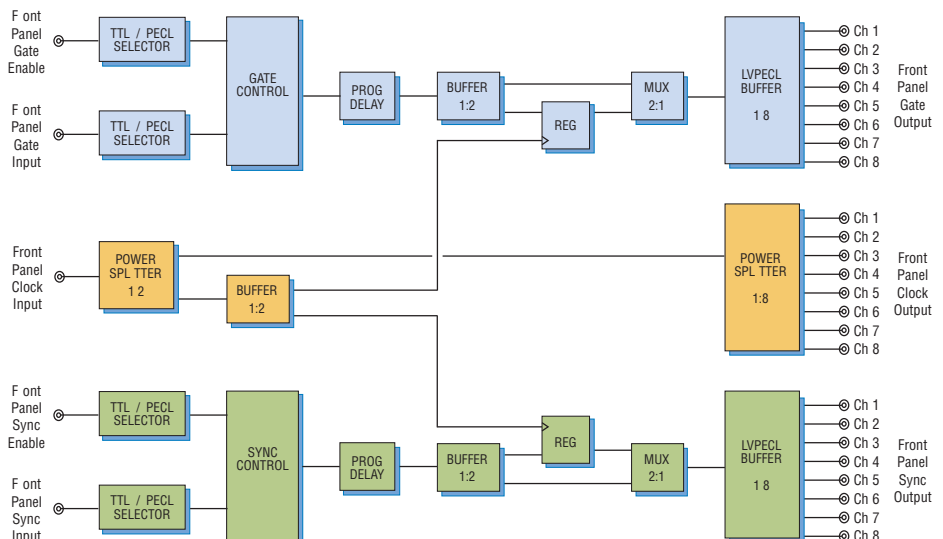 F ont
Panel
Gate
Enable
TTL / PECL
SELECTOR
F ont
Panel
Gate
Input
TTL / PECL
SELECTOR
GATE
CONTROL
PROG
DELAY
BUFFER
1:2
REG
MUX
2:1
LVPECL
BUFFER
1 8
Ch 1
Ch 2
Ch 3
Ch 4
Ch 5
Ch 6
Ch 7
Ch 8
Front
Panel
Gate
Output
Front
Panel
Clock
Input
POWER
SPL TTER
1 2
BUFFER
1:2
POWER
SPL TTER
1:8
Ch 1
Ch 2
Ch 3
Ch 4
Ch 5
Ch 6
Ch 7
Ch 8
Front
Panel
Clock
Output
F ont
Panel
Sync
Enable
TTL / PECL
SELECTOR
F ont
Panel
Sync
Input
TTL / PECL
SELECTOR
SYNC
CONTROL
PROG
DELAY
BUFFER
1:2
REG
MUX
2:1
LVPECL
BUFFER
1 8
Ch 1
Ch 2
Ch 3
Ch 4
Ch 5
Ch 6
Ch 7
Ch 8
Front
Panel
Sync
Output